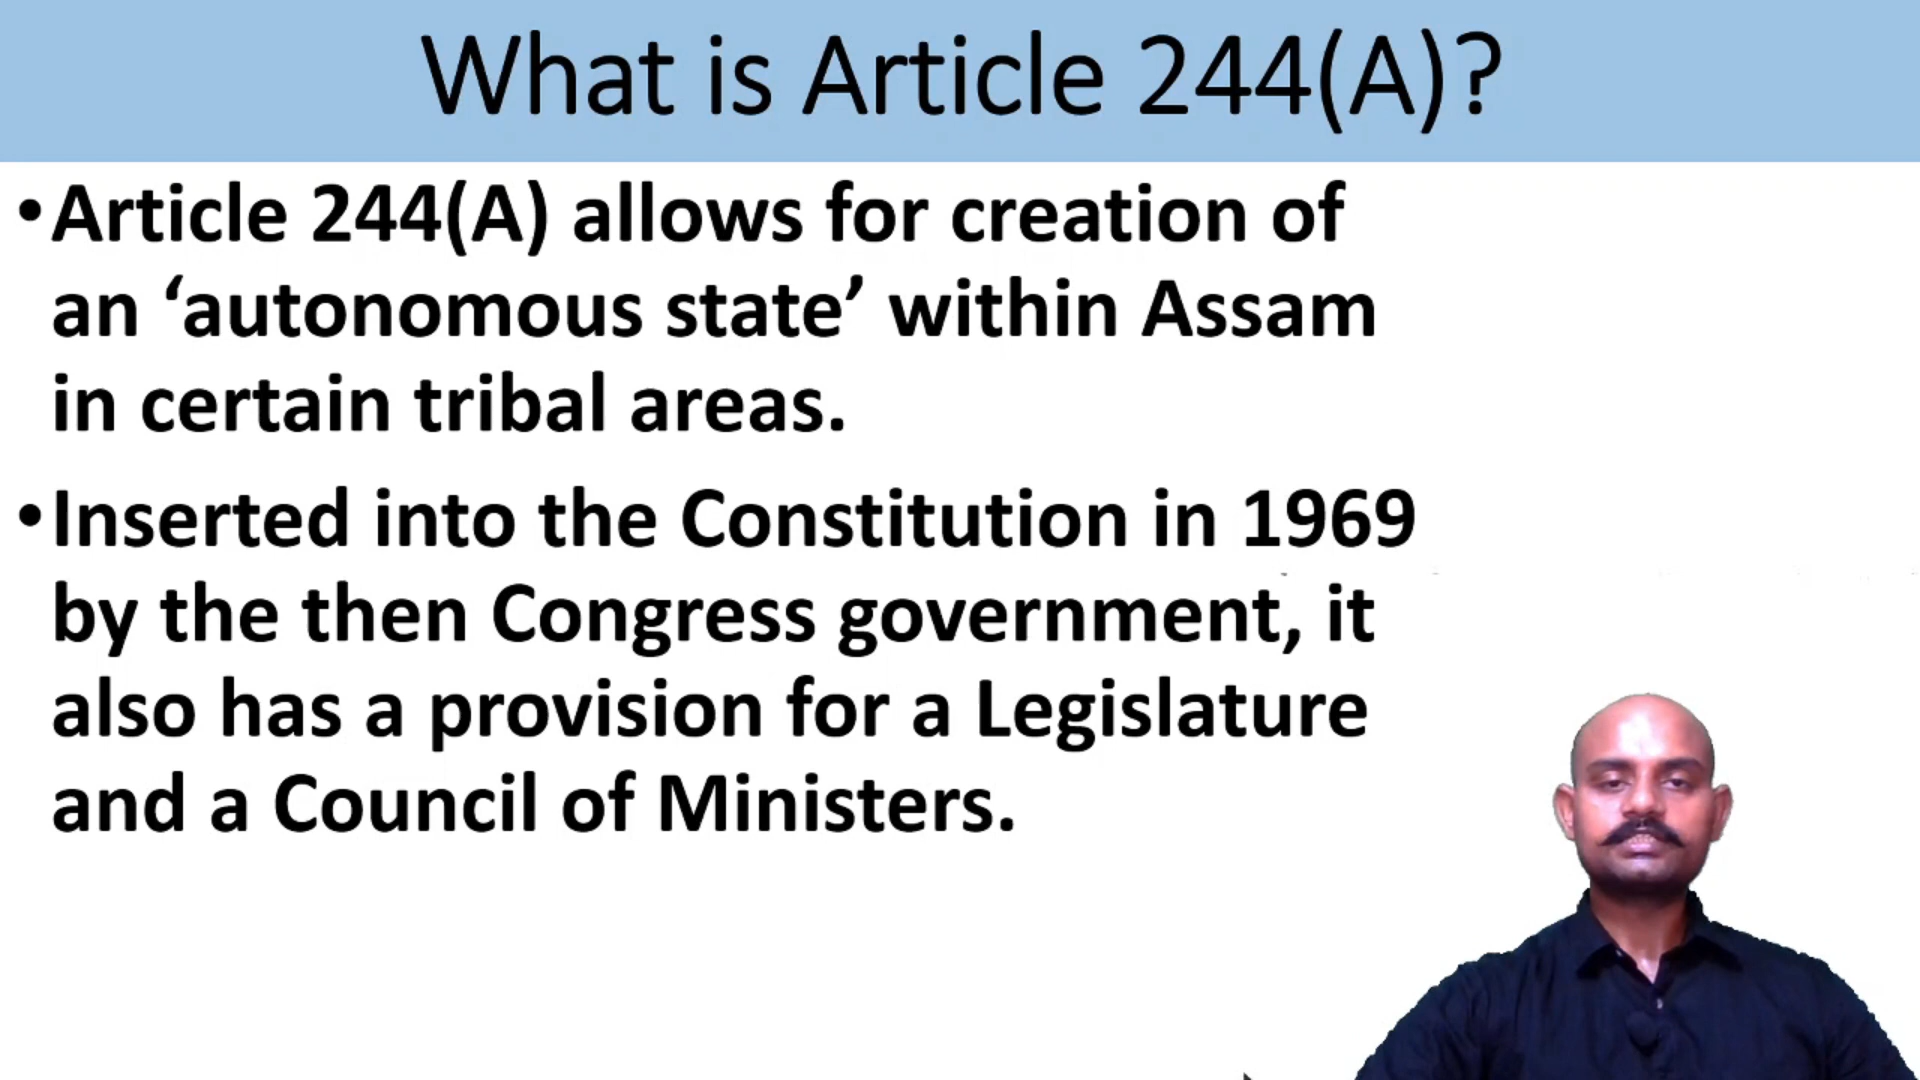 What is Article 244(A)?
•Article 244(A) allows for creation of
an ‘autonomous state’ within Assam
in certain tribal areas.
•Inserted into the Constitution in 1969
by the then Congress government, it
also has a provision for a Legislature
and a Council of Ministers.